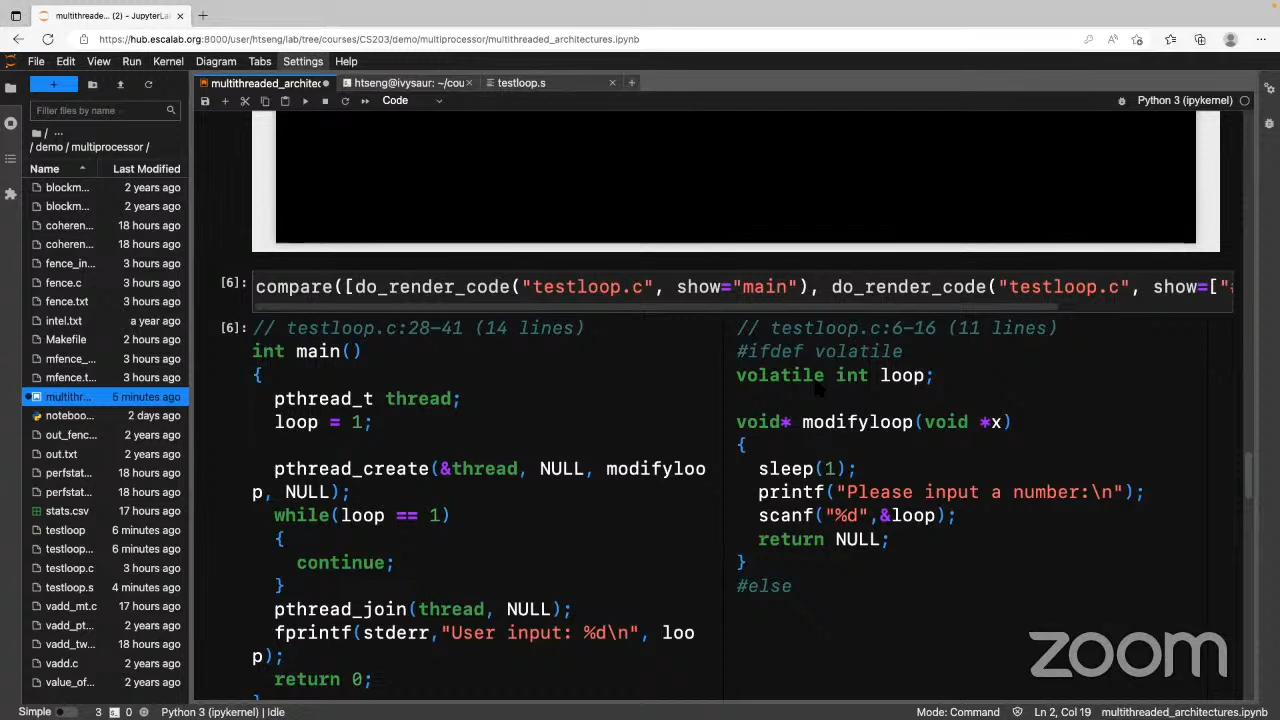 multithreade... (2) - JupyterLa
https://hub.escalab.org:8000/user/htseng/lab/tree/courses/CS203/demo/multiprocessor/multithreaded_architectures.ipynb
File Edit View Run Kernel Diagram Tabs Settings Help
multithreaded_architec
htseng@ivysaur: ~/cou
testloop.s
Filter files by name
Code
Python 3 (ipykernel)
/ ...
/ demo / multiprocessor /
Name Last Modified
blockm... 2 years ago
blockm... 2 years ago
coheren... 18 hours ago
coheren... 18 hours ago
fence_in... 3 hours ago
fence.c 3 hours ago
fence.txt 3 hours ago
intel.txt a year ago
Makefile 2 years ago
mfence_... 3 hours ago
mfence.t... 3 hours ago
multithr... 5 minutes ago
noteboo... 2 days ago
out_fenc... 2 years ago
out.txt 2 years ago
perfstat... 2 years ago
perfstat... 18 hours ago
stats.csv 2 years ago
testloop 6 minutes ago
testloop... 6 minutes ago
testloop.c 3 hours ago
testloop.s 4 minutes ago
vadd_mt.c 17 hours ago
vadd_pt... 2 years ago
vadd_tw... 17 hours ago
vadd.c 2 years ago
value_of... 2 years ago
[6]: compare([do_render_code("testloop.c", show="main"), do_render_code("testloop.c", show=["
[6]: // testloop.c:28-41 (14 lines)
int main()
{
pthread_t thread;
loop = 1;
pthread_create(&thread, NULL, modifyloo
p, NULL);
while(loop == 1)
{
continue;
}
pthread_join(thread, NULL);
fprintf(stderr,"User input: %d\n", loo
p);
return 0;
// testloop.c:6-16 (11 lines)
#ifdef volatile
volatile int loop;
void* modifyloop(void *x)
{
sleep(1);
printf("Please input a number:\n");
scanf("%d",&loop);
return NULL;
}
#else
zoom
Simple 3 0 Python 3 (ipykernel) | Idle
Mode: Command Ln 2, Col 19 multithreaded_architectures.ipynb